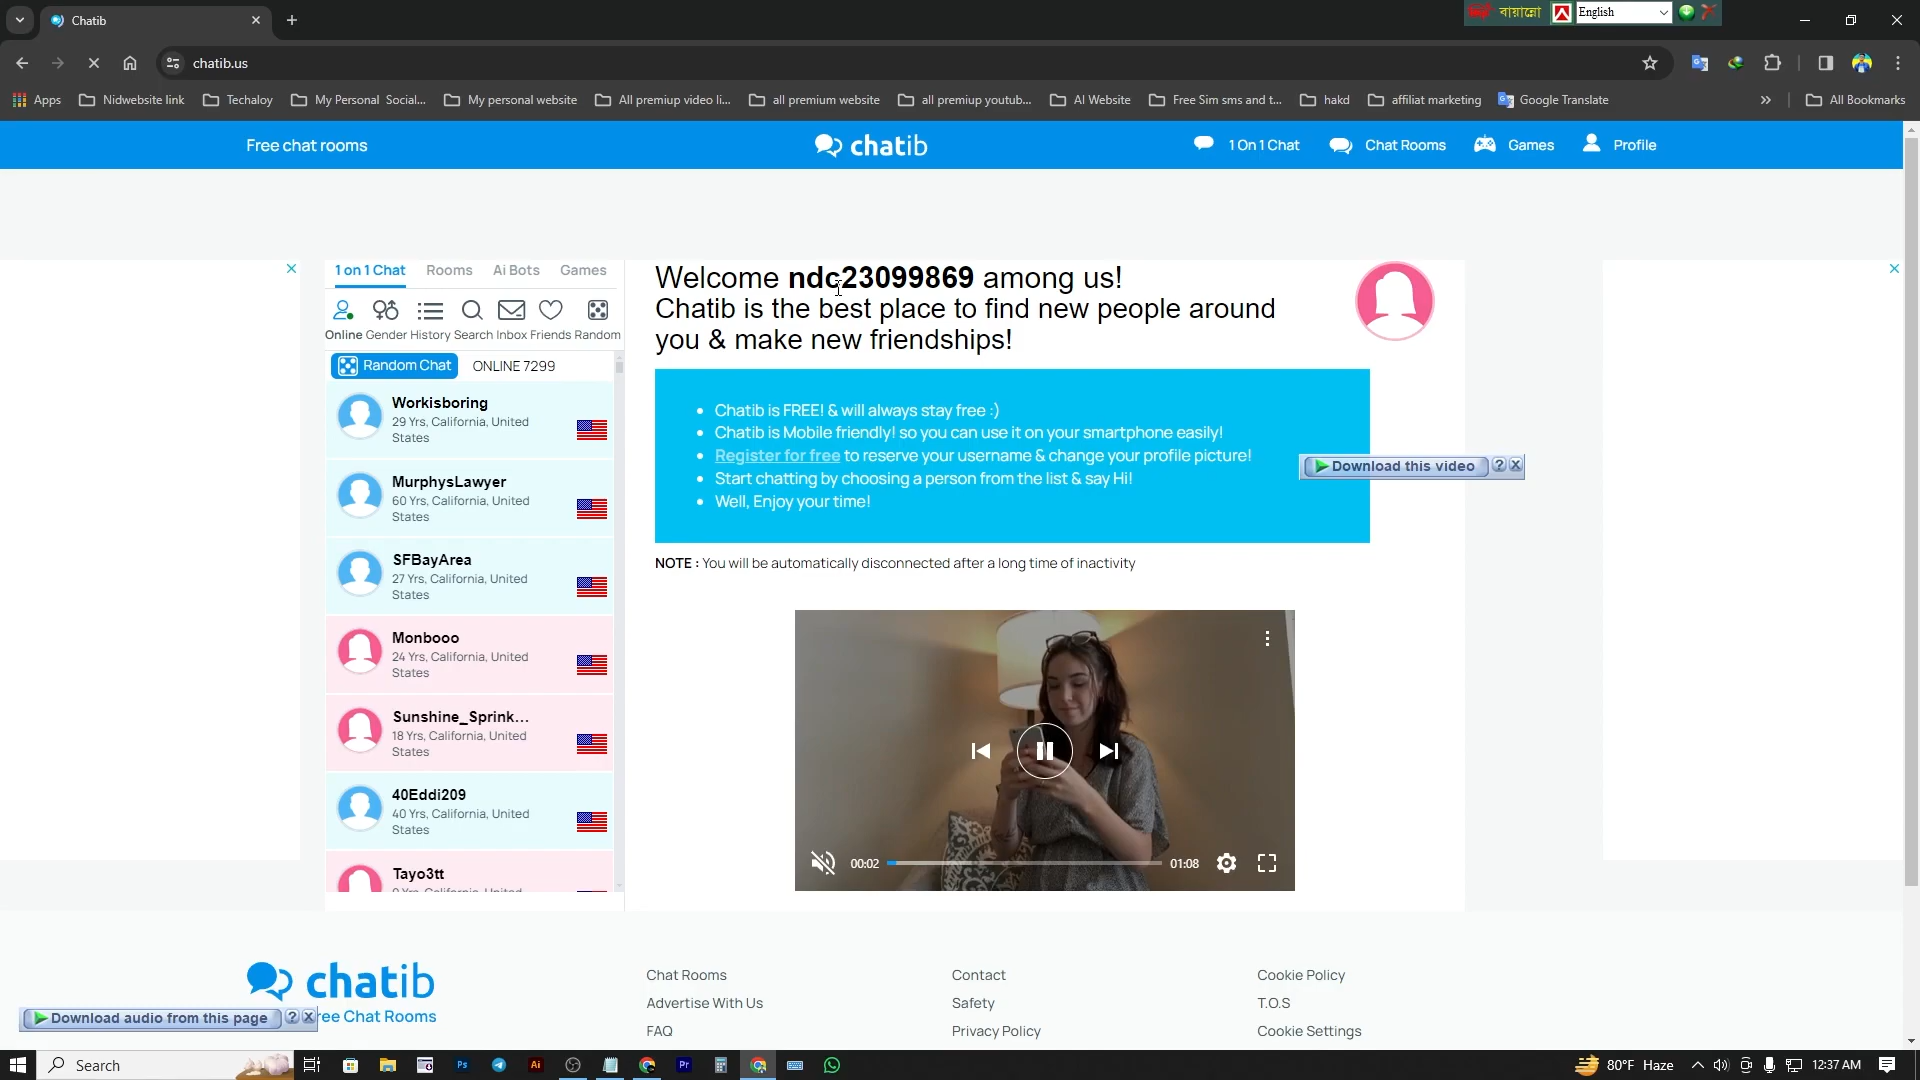 Chatib
বায়ান্নো
English
chatib.us
Apps
Nidwebsite link
Techaloy
My Personal Social...
My personal website
All premiup video li...
all premium website
all premiup youtub...
AI Website
Free Sim sms and t...
hakd
affiliat marketing
Google Translate
All Bookmarks
Free chat rooms
chatib
1 On 1 Chat
Chat Rooms
Games
Profile
1 on 1 Chat
Rooms
Ai Bots
Games
Online Gender History Search Inbox Friends Random
Random Chat
ONLINE 7299
Workisboring
29 Yrs, California, United
States
MurphysLawyer
60 Yrs, California, United
States
SFBayArea
27 Yrs, California, United
States
Monbooo
24 Yrs, California, United
States
Sunshine_Sprink...
18 Yrs, California, United
States
40Eddi209
40 Yrs, California, United
States
Tayo3tt
Welcome ndc23099869 among us!
Chatib is the best place to find new people around
you & make new friendships!
Chatib is FREE! & will always stay free :)
Chatib is Mobile friendly! so you can use it on your smartphone easily!
Register for free to reserve your username & change your profile picture!
Start chatting by choosing a person from the list & say Hi!
Well, Enjoy your time!
Download this video
NOTE : You will be automatically disconnected after a long time of inactivity
00:02
01:08
chatib
ree Chat Rooms
Download audio from this page
Chat Rooms
Advertise With Us
FAQ
Contact
Safety
Privacy Policy
Cookie Policy
T.O.S
Cookie Settings
Search
Ps
Ai
Pr
80°F Haze
12:37 AM